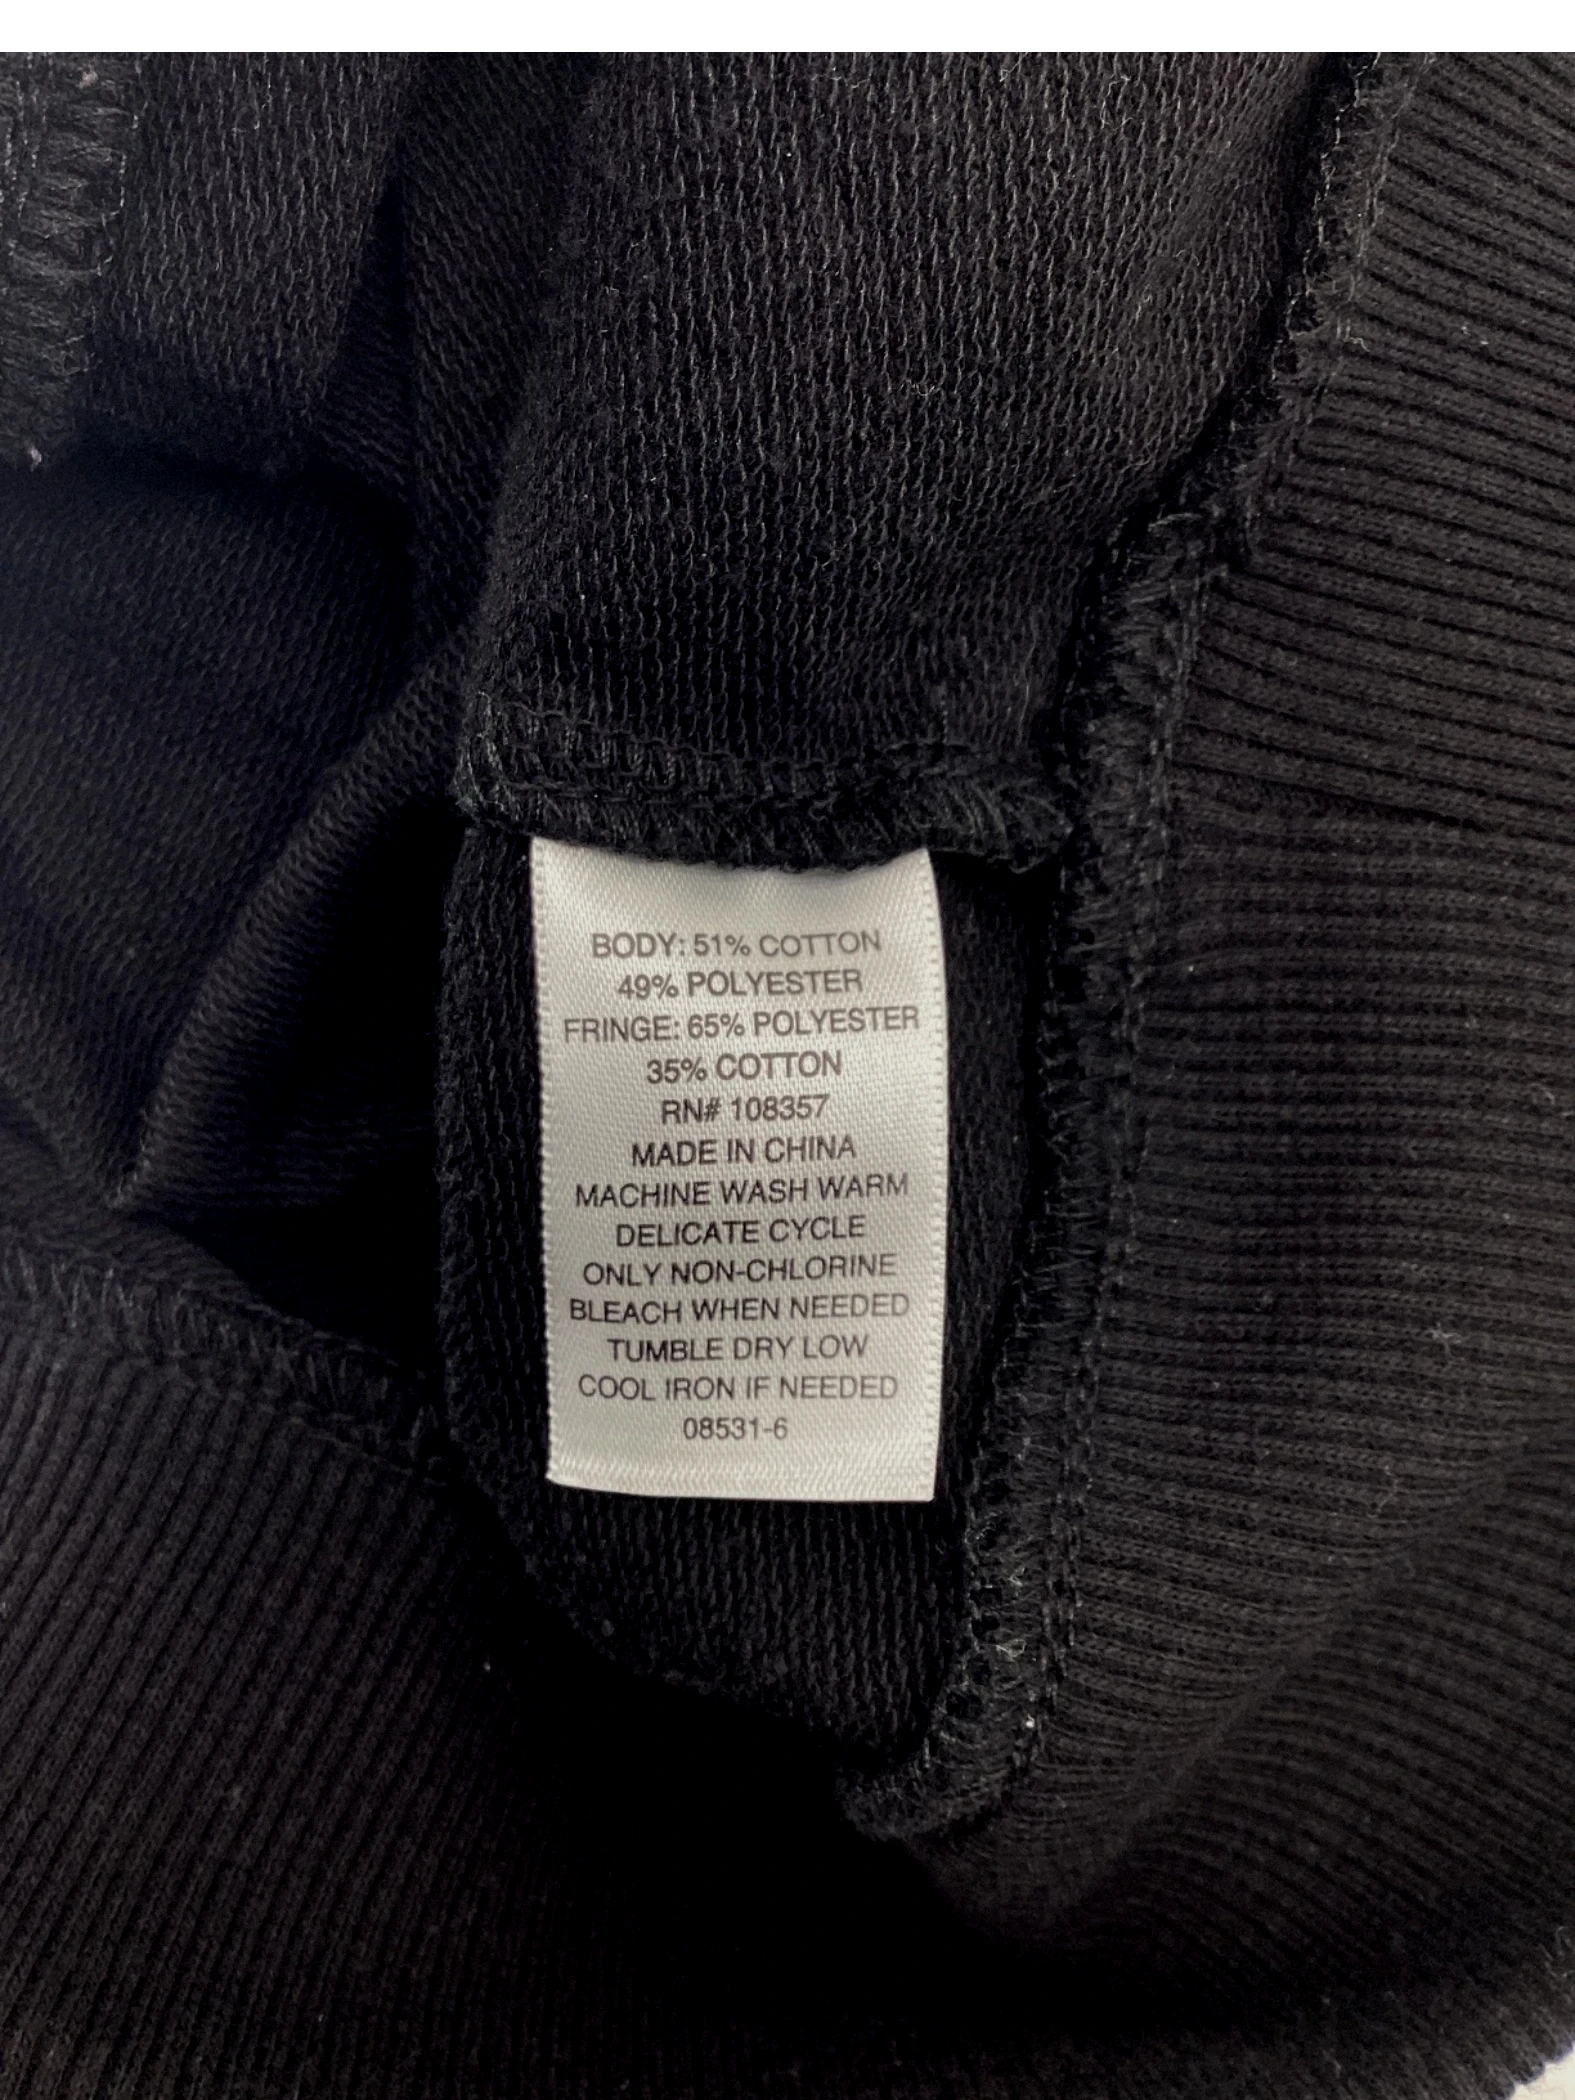 BODY: 51% COTTON
49% POLYESTER
FRINGE: 65% POLYESTER
35% COTTON
RN# 108357
MADE IN CHINA
MACHINE WASH WARM
DELICATE CYCLE
ONLY NON-CHLORINE
BLEACH WHEN NEEDED
TUMBLE DRY LOW
COOL IRON IF NEEDED
08531-6